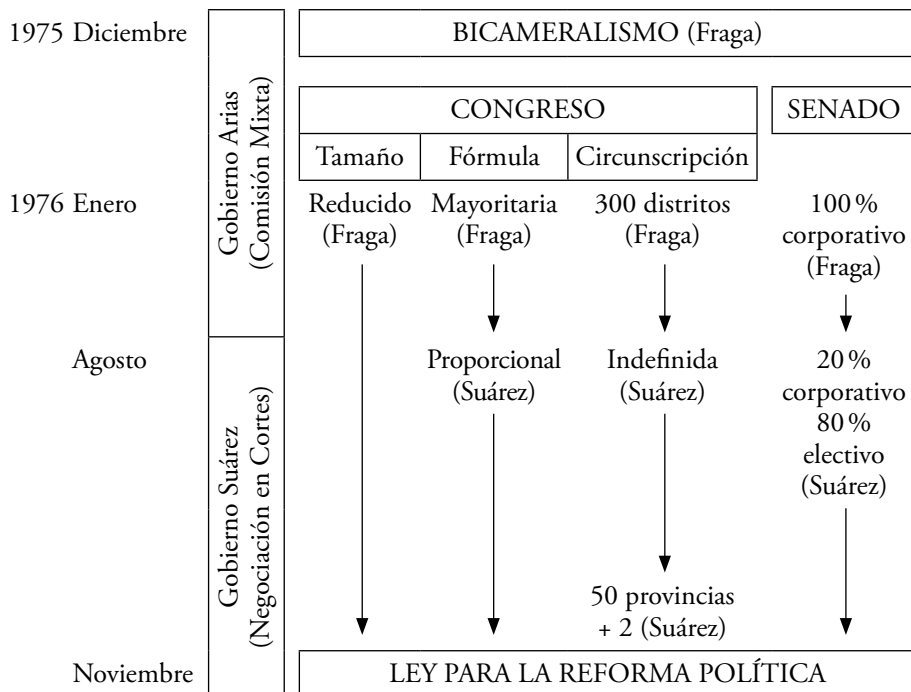 1975 Diciembre
BICAMERALISMO (Fraga)
Gobierno Arias
(Comisión Mixta)
CONGRESO
SENADO
Tamaño
Fórmula
Circunscripción
1976 Enero
Reducido
(Fraga)
Mayoritaria
(Fraga)
300 distritos
(Fraga)
100 %
corporativo
(Fraga)
Agosto
Gobierno Suárez
(Negociación en Cortes)
Proporcional
(Suárez)
Indefinida
(Suárez)
20 %
corporativo
80 %
electivo
(Suárez)
50 provincias
+ 2 (Suárez)
Noviembre
LEY PARA LA REFORMA POLÍTICA